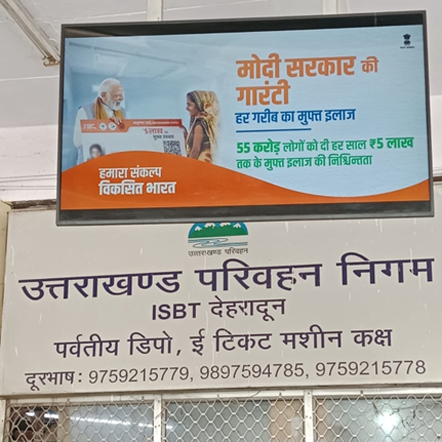 मोदी सरकार की
गारंटी
हर गरीब का मुफ्त इलाज
55 करोड़ लोगों को दी हर साल ₹5 लाख
तक के मुफ्त इलाज की निश्चिन्तता
हमारा संकल्प
विकसित भारत
उत्तराखण्ड परिवहन
उत्तराखण्ड परिवहन निगम
ISBT देहरादून
पर्वतीय डिपो, ई टिकट मशीन कक्ष
दूरभाष: 9759215779, 9897594785, 9759215778